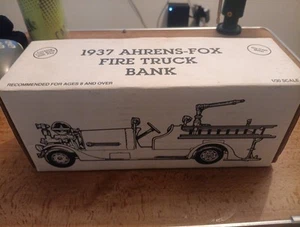 1937 AHRENS-FOX
FIRE TRUCK
BANK
RECOMMENDED FOR AGES 8 AND OVER
1/30 SCALE